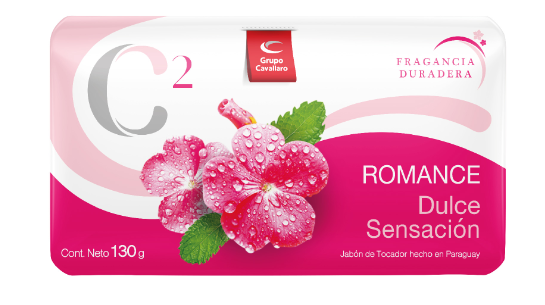 C2
Grupo
Cavallaro
FRAGANCIA
DURADERA
ROMANCE
Dulce
Sensación
Cont. Neto 130 g
Jabón de Tocador hecho en Paraguay